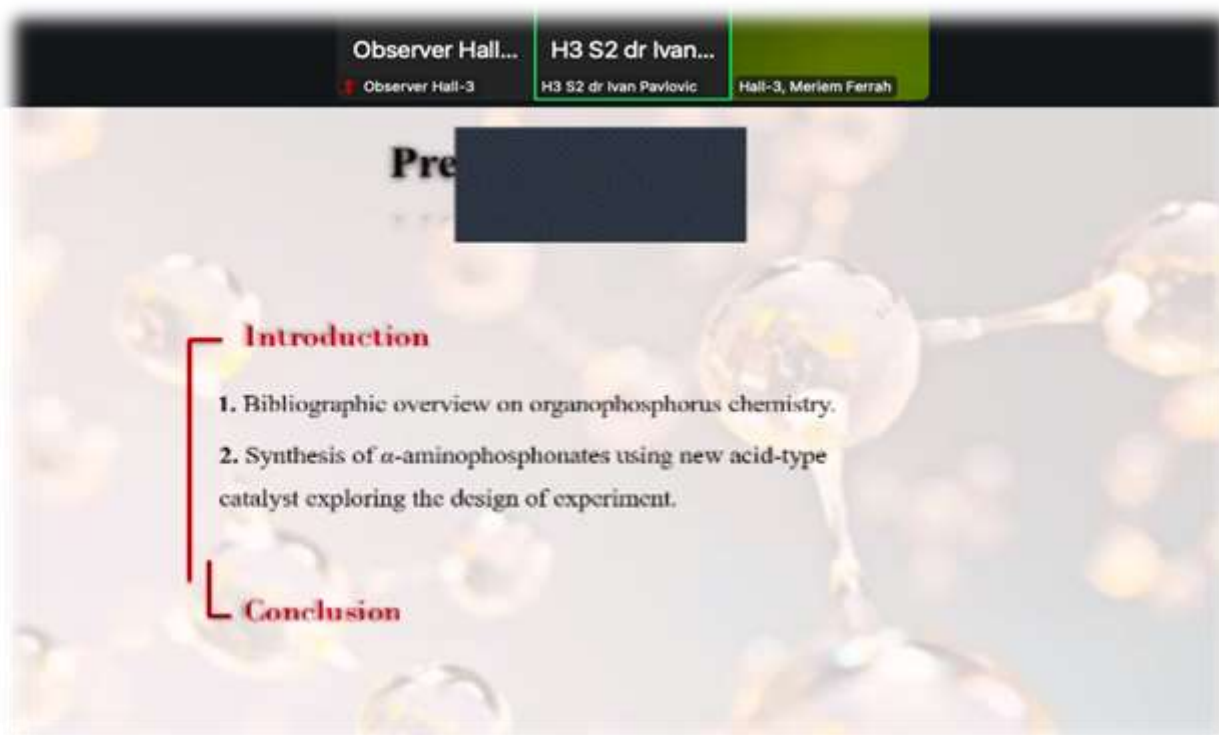 Observer Hall...
H3 S2 dr Ivan...
Observer Hall-3
H3 S2 dr Ivan Pavlovic
Hall-3, Meriem Ferrah
Pre
Introduction
1. Bibliographic overview on organophosphorus chemistry.
2. Synthesis of α-aminophosphonates using new acid-type
catalyst exploring the design of experiment.
Conclusion